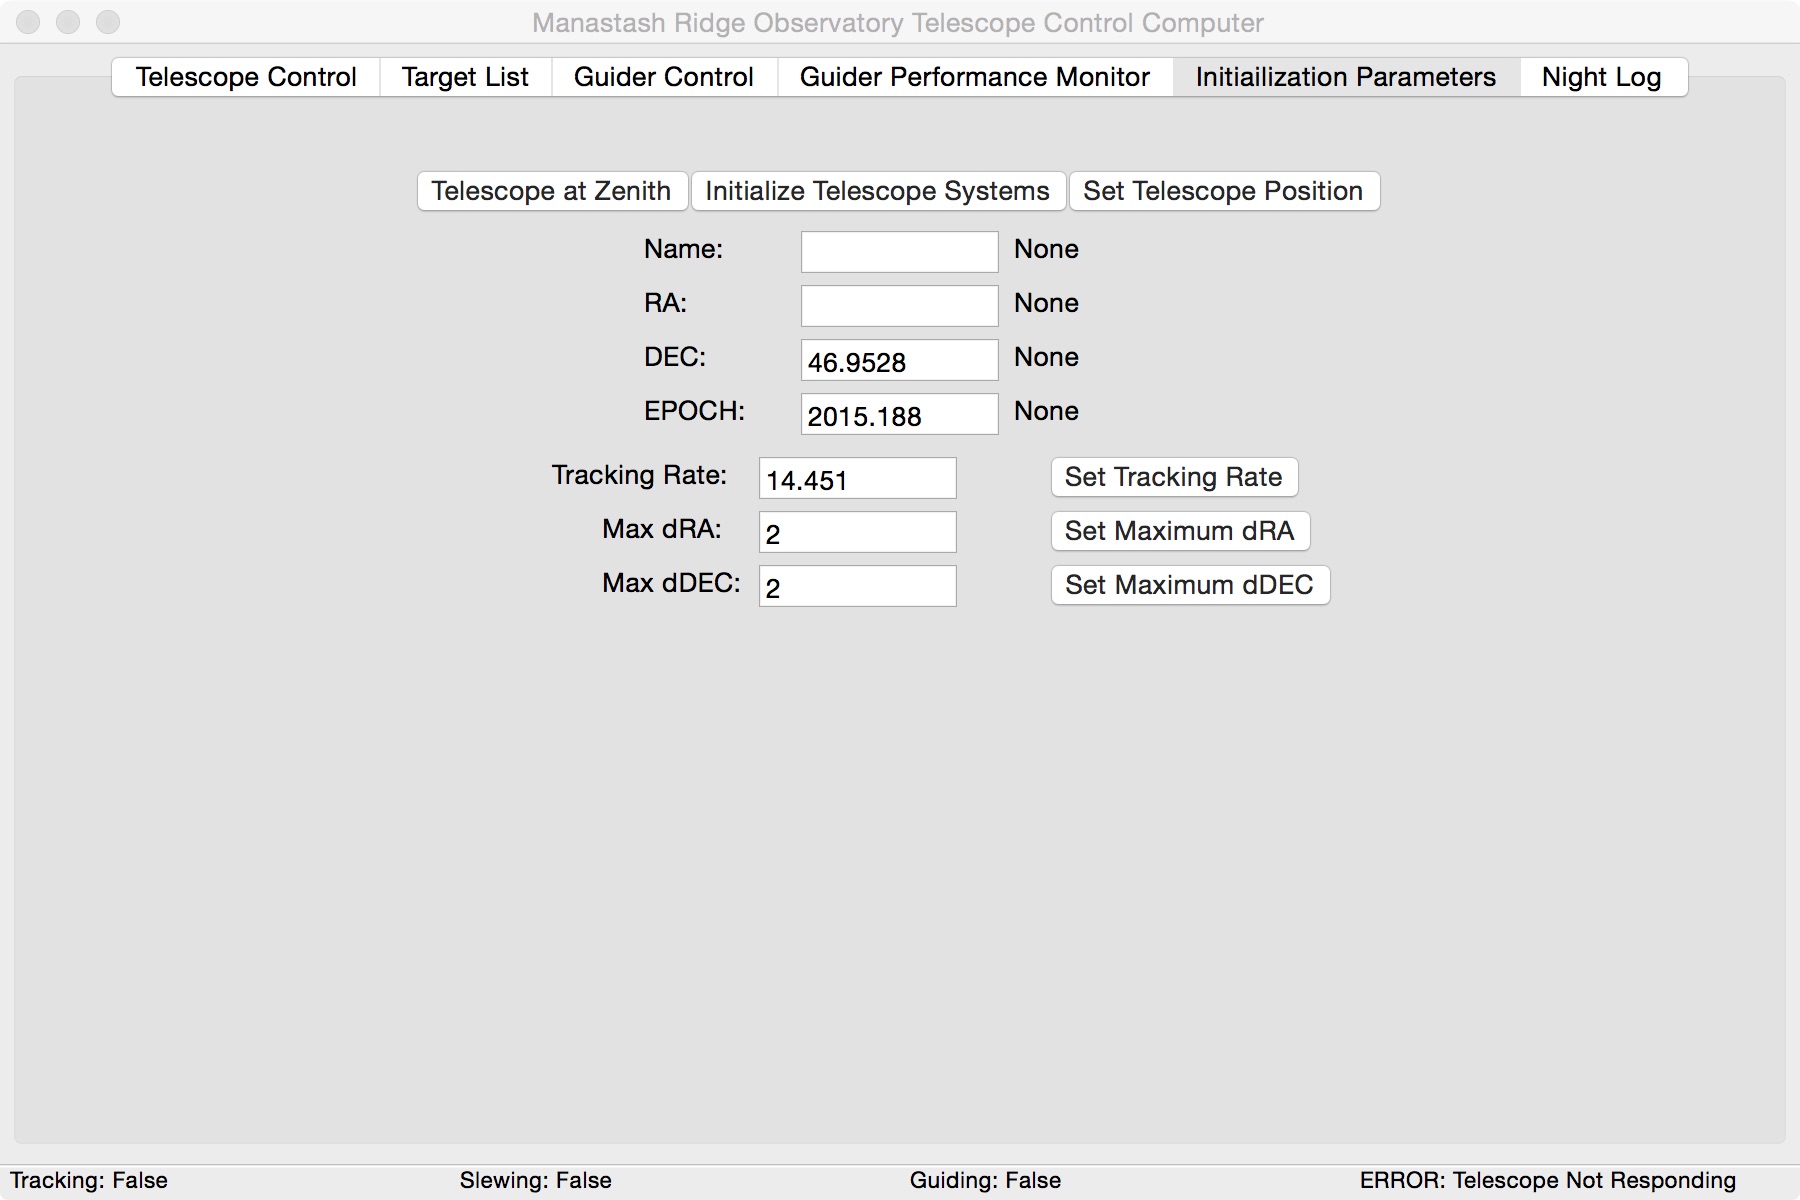 Manastash Ridge Observatory Telescope Control Computer
Telescope Control Target List Guider Control Guider Performance Monitor Initiailization Parameters Night Log
Telescope at Zenith Initialize Telescope Systems Set Telescope Position
Name: None
RA: None
DEC: 46.9528 None
EPOCH: 2015.188 None
Tracking Rate: 14.451 Set Tracking Rate
Max dRA: 2 Set Maximum dRA
Max dDEC: 2 Set Maximum dDEC
Tracking: False Slewing: False Guiding: False ERROR: Telescope Not Responding